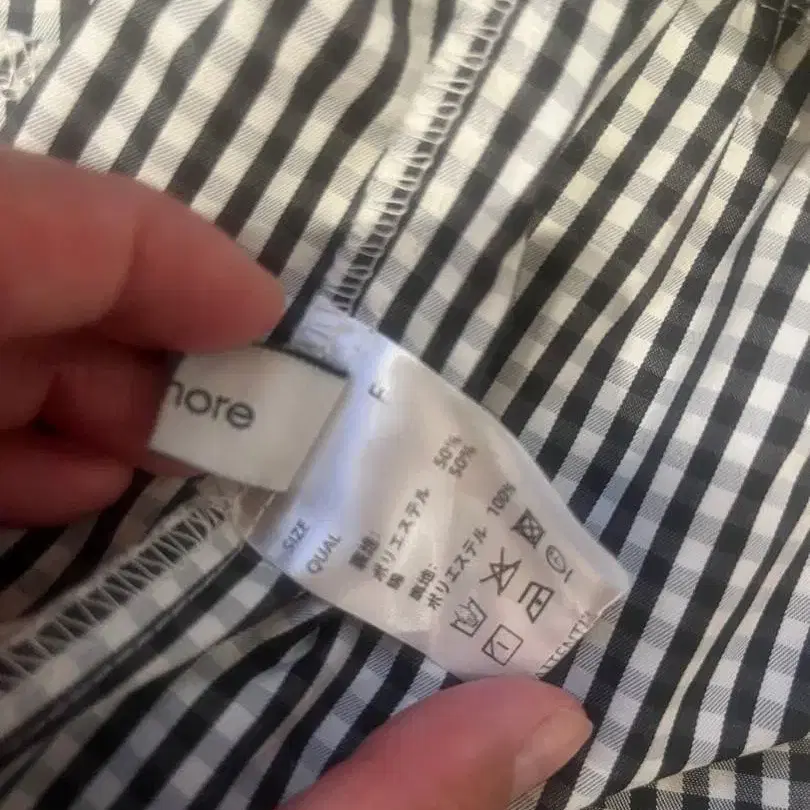 nore
SIZE F
QUAL
表地:
ポリエステル 50%
綿 50%
裏地:
ポリエステル 100%
ATTENTI